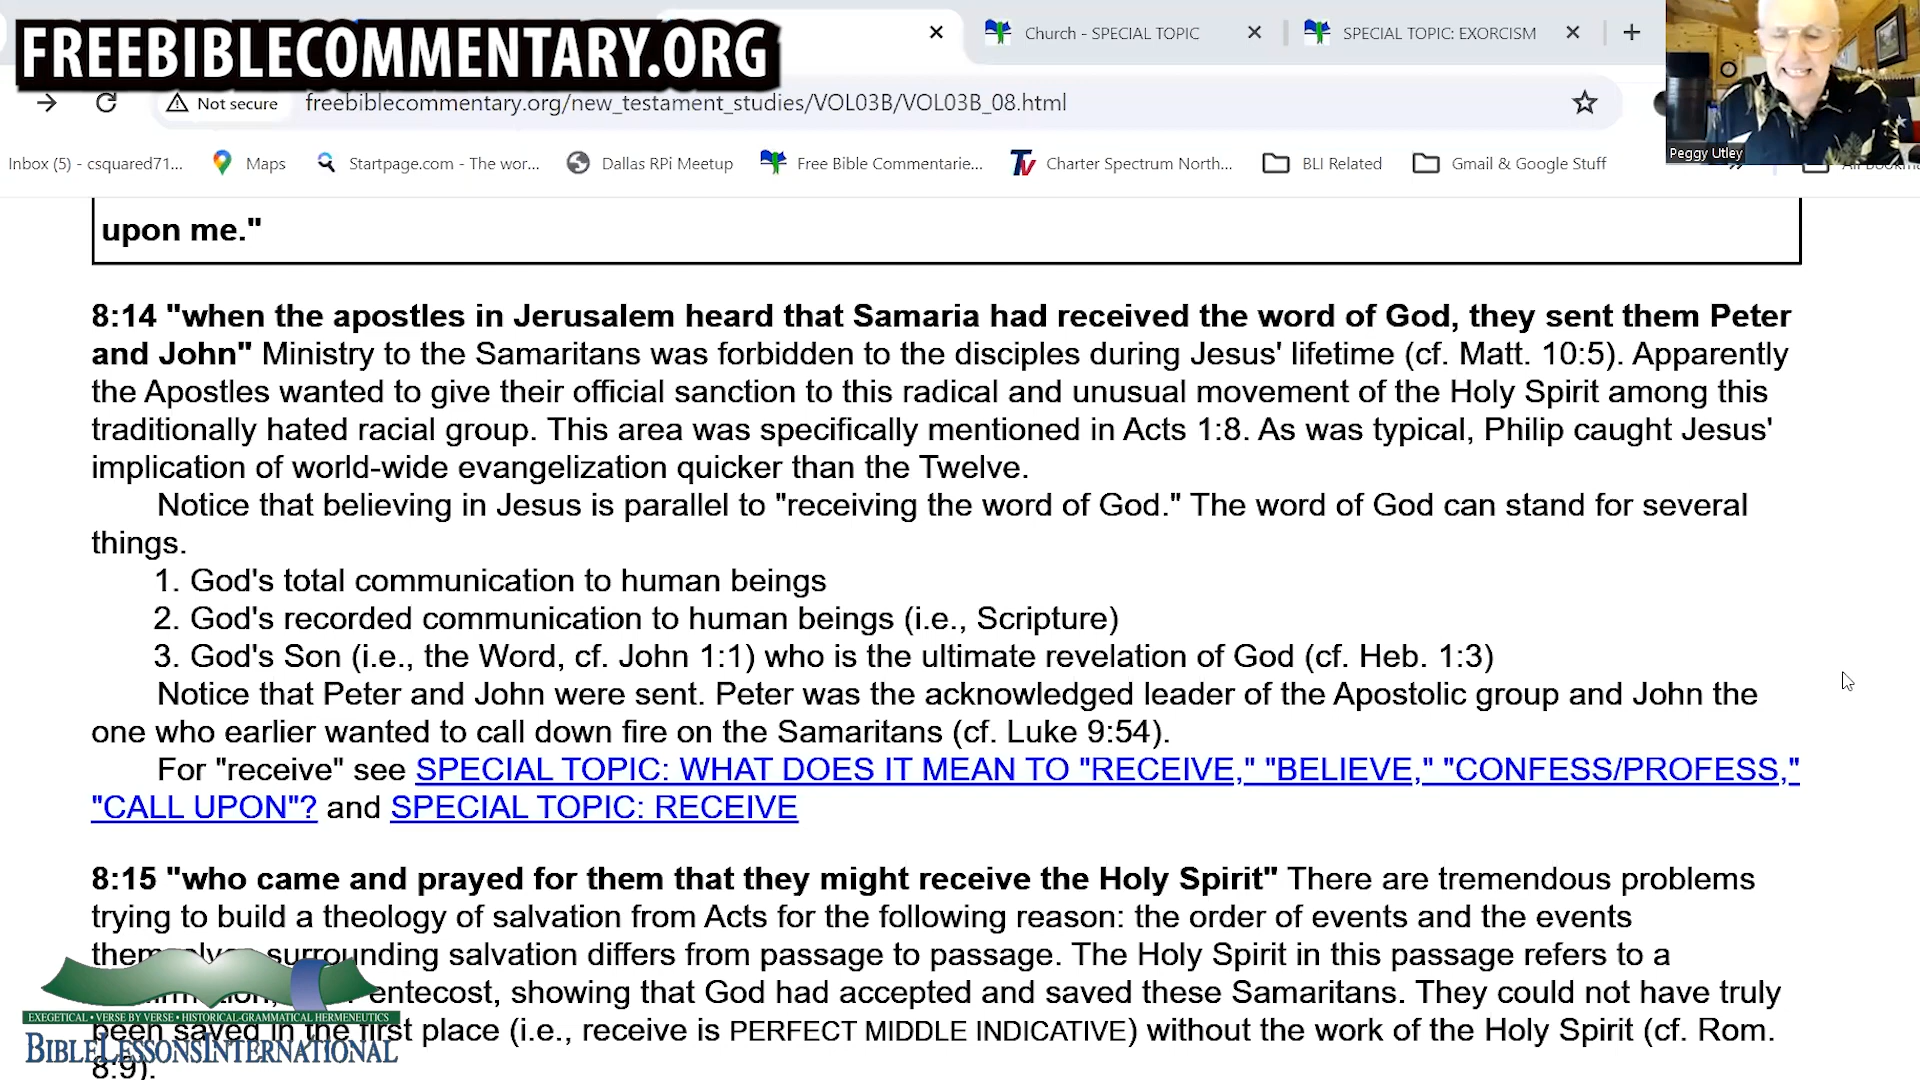 FREEBIBLECOMMENTARY.ORG
Church - SPECIAL TOPIC
SPECIAL TOPIC: EXORCISM
Not secure
freebiblecommentary.org/new_testament_studies/VOL03B/VOL03B_08.html
Peggy Utley
Inbox (5) - csquared71...
Maps
Startpage.com - The wor...
Dallas RPi Meetup
Free Bible Commentarie...
Charter Spectrum North...
BLI Related
Gmail & Google Stuff
upon me."
8:14 "when the apostles in Jerusalem heard that Samaria had received the word of God, they sent them Peter
and John" Ministry to the Samaritans was forbidden to the disciples during Jesus' lifetime (cf. Matt. 10:5). Apparently
the Apostles wanted to give their official sanction to this radical and unusual movement of the Holy Spirit among this
traditionally hated racial group. This area was specifically mentioned in Acts 1:8. As was typical, Philip caught Jesus'
implication of world-wide evangelization quicker than the Twelve.
Notice that believing in Jesus is parallel to "receiving the word of God." The word of God can stand for several
things.
1. God's total communication to human beings
2. God's recorded communication to human beings (i.e., Scripture)
3. God's Son (i.e., the Word, cf. John 1:1) who is the ultimate revelation of God (cf. Heb. 1:3)
Notice that Peter and John were sent. Peter was the acknowledged leader of the Apostolic group and John the
one who earlier wanted to call down fire on the Samaritans (cf. Luke 9:54).
For "receive" see SPECIAL TOPIC: WHAT DOES IT MEAN TO "RECEIVE," "BELIEVE," "CONFESS/PROFESS,"
"CALL UPON"? and SPECIAL TOPIC: RECEIVE
8:15 "who came and prayed for them that they might receive the Holy Spirit" There are tremendous problems
trying to build a theology of salvation from Acts for the following reason: the order of events and the events
surrounding salvation differs from passage to passage. The Holy Spirit in this passage refers to a
showing that God had accepted and saved these Samaritans. They could not have truly
been saved in the first place (i.e., receive is PERFECT MIDDLE INDICATIVE) without the work of the Holy Spirit (cf. Rom.
8:9).
EXEGETICAL • VERSE BY VERSE • HISTORICAL-GRAMMATICAL HERMENEUTICS
BIBLELESSONSINTERNATIONAL